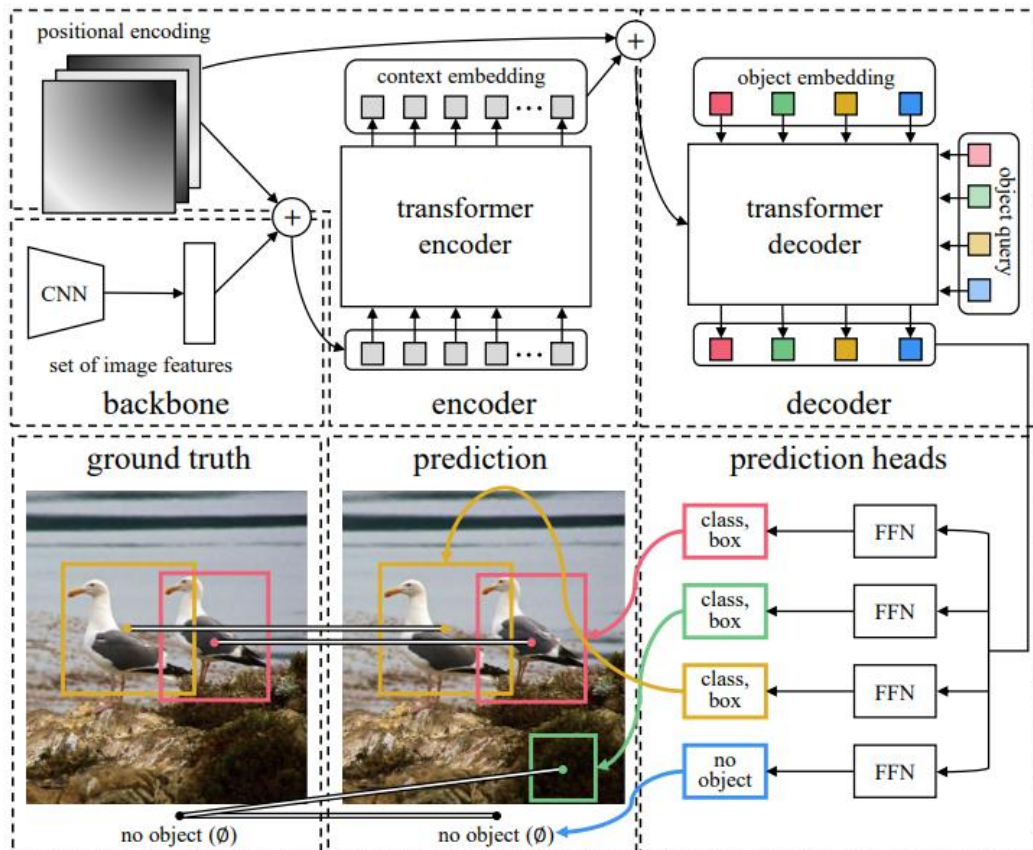 positional encoding
+
context embedding
...
transformer
encoder
...
+
CNN
set of image features
backbone
encoder
object embedding
transformer
decoder
object query
decoder
ground truth
no object (∅)
prediction
no object (∅)
prediction heads
class,
box
FFN
class,
box
FFN
class,
box
FFN
no
object
FFN